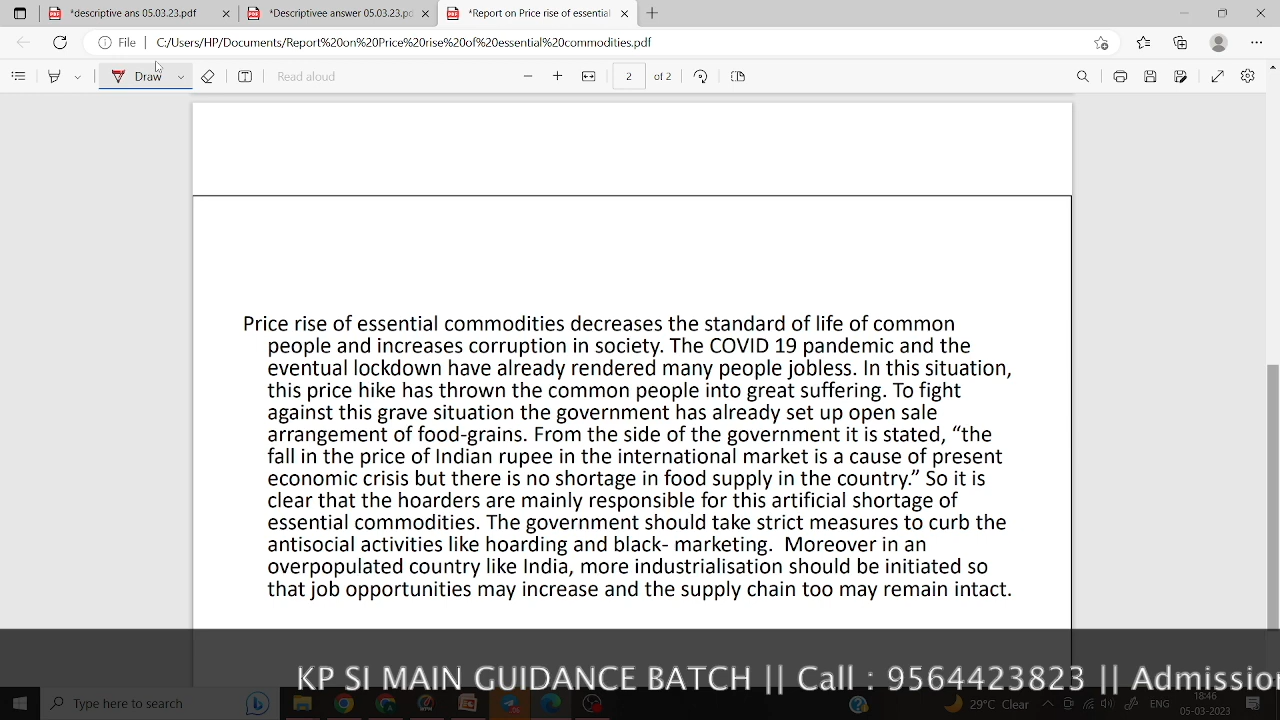 *descriptive ans 05.03.23.pdf
*Descriptivee answer 05.03.23.pd
*Report on Price rise of essential
File C:/Users/HP/Documents/Report%20on%20Price%20rise%20of%20essential%20commodities.pdf
Draw Read aloud 2 of 2
Price rise of essential commodities decreases the standard of life of common
people and increases corruption in society. The COVID 19 pandemic and the
eventual lockdown have already rendered many people jobless. In this situation,
this price hike has thrown the common people into great suffering. To fight
against this grave situation the government has already set up open sale
arrangement of food-grains. From the side of the government it is stated, “the
fall in the price of Indian rupee in the international market is a cause of present
economic crisis but there is no shortage in food supply in the country.” So it is
clear that the hoarders are mainly responsible for this artificial shortage of
essential commodities. The government should take strict measures to curb the
antisocial activities like hoarding and black- marketing.  Moreover in an
overpopulated country like India, more industrialisation should be initiated so
that job opportunities may increase and the supply chain too may remain intact.
KP SI MAIN GUIDANCE BATCH || Call : 9564423823 || Admission
Type here to search
29°C Clear
ENG
18:46
05-03-2023